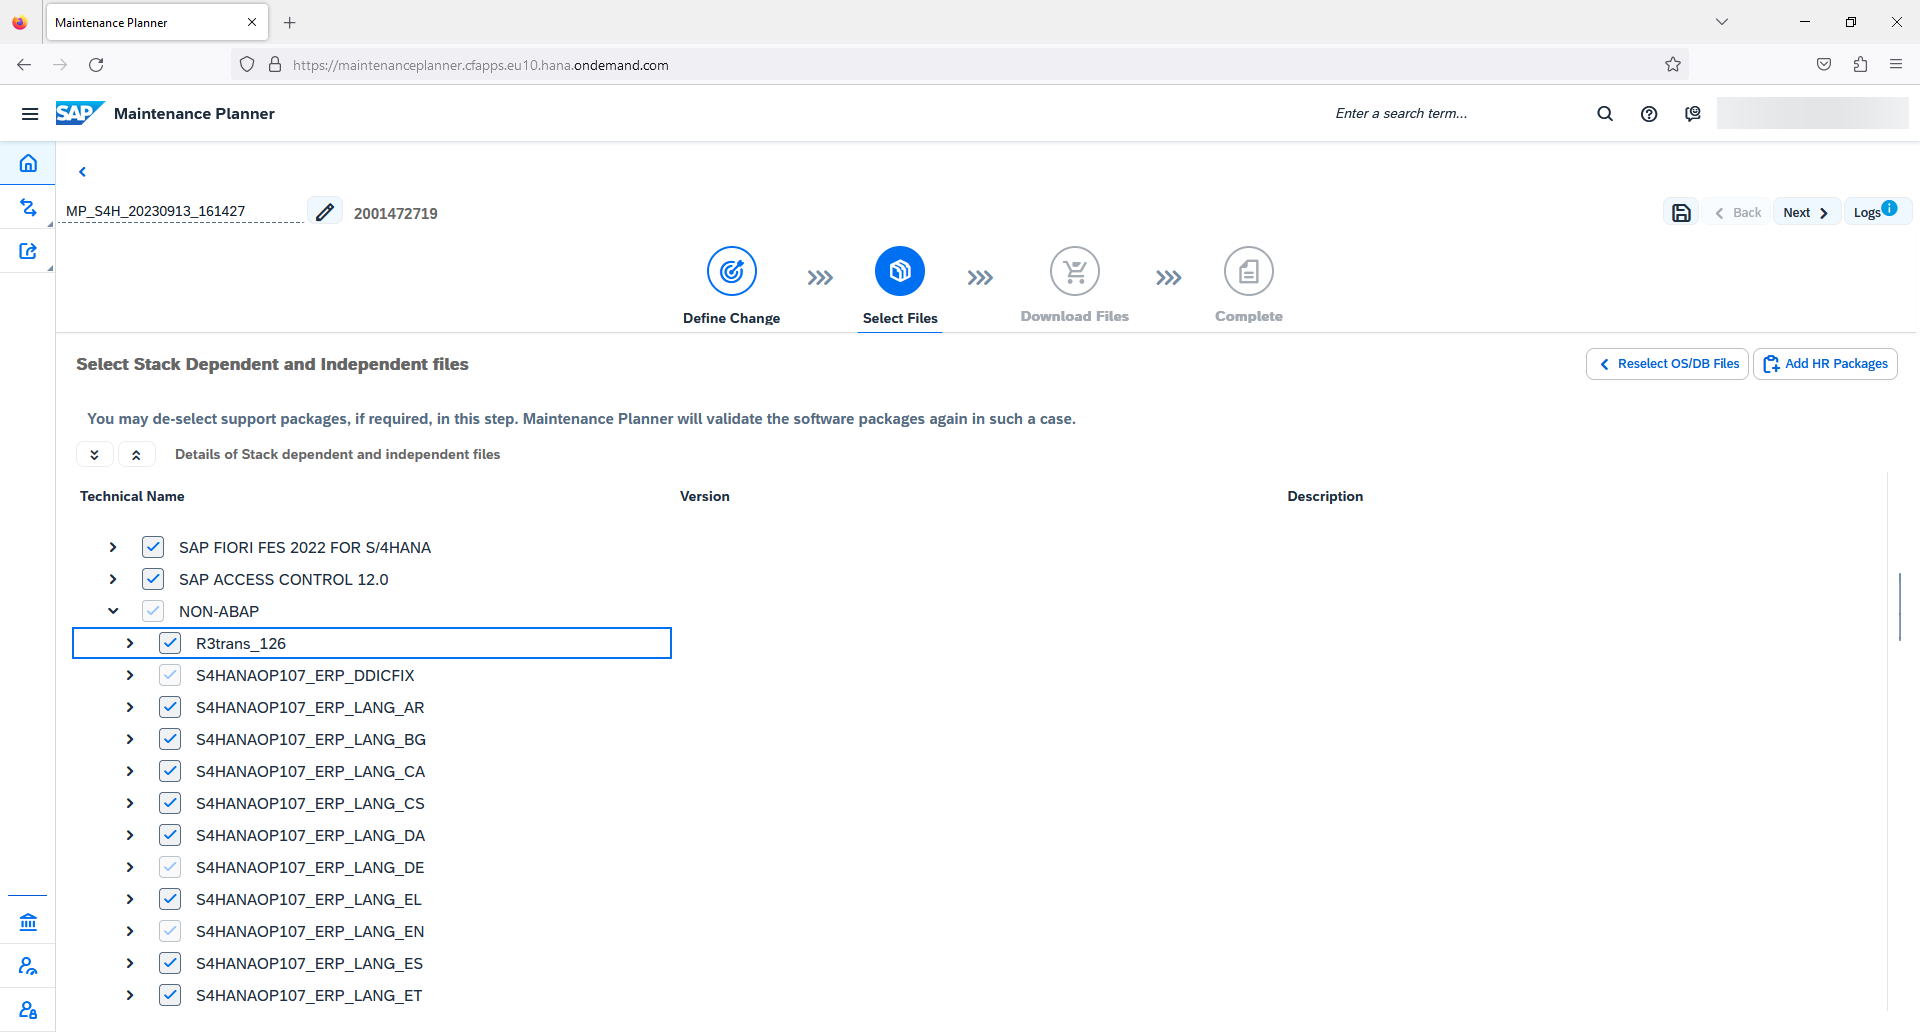 Maintenance Planner
https://maintenanceplanner.cfapps.eu10.hana.ondemand.com
SAP Maintenance Planner
Enter a search term...
MP_S4H_20230913_161427
2001472719
Back
Next
Logs
Define Change
Select Files
Download Files
Complete
Select Stack Dependent and Independent files
Reselect OS/DB Files
Add HR Packages
You may de-select support packages, if required, in this step. Maintenance Planner will validate the software packages again in such a case.
Details of Stack dependent and independent files
Technical Name Version Description
SAP FIORI FES 2022 FOR S/4HANA
SAP ACCESS CONTROL 12.0
NON-ABAP
R3trans_126
S4HANAOP107_ERP_DDICFIX
S4HANAOP107_ERP_LANG_AR
S4HANAOP107_ERP_LANG_BG
S4HANAOP107_ERP_LANG_CA
S4HANAOP107_ERP_LANG_CS
S4HANAOP107_ERP_LANG_DA
S4HANAOP107_ERP_LANG_DE
S4HANAOP107_ERP_LANG_EL
S4HANAOP107_ERP_LANG_EN
S4HANAOP107_ERP_LANG_ES
S4HANAOP107_ERP_LANG_ET